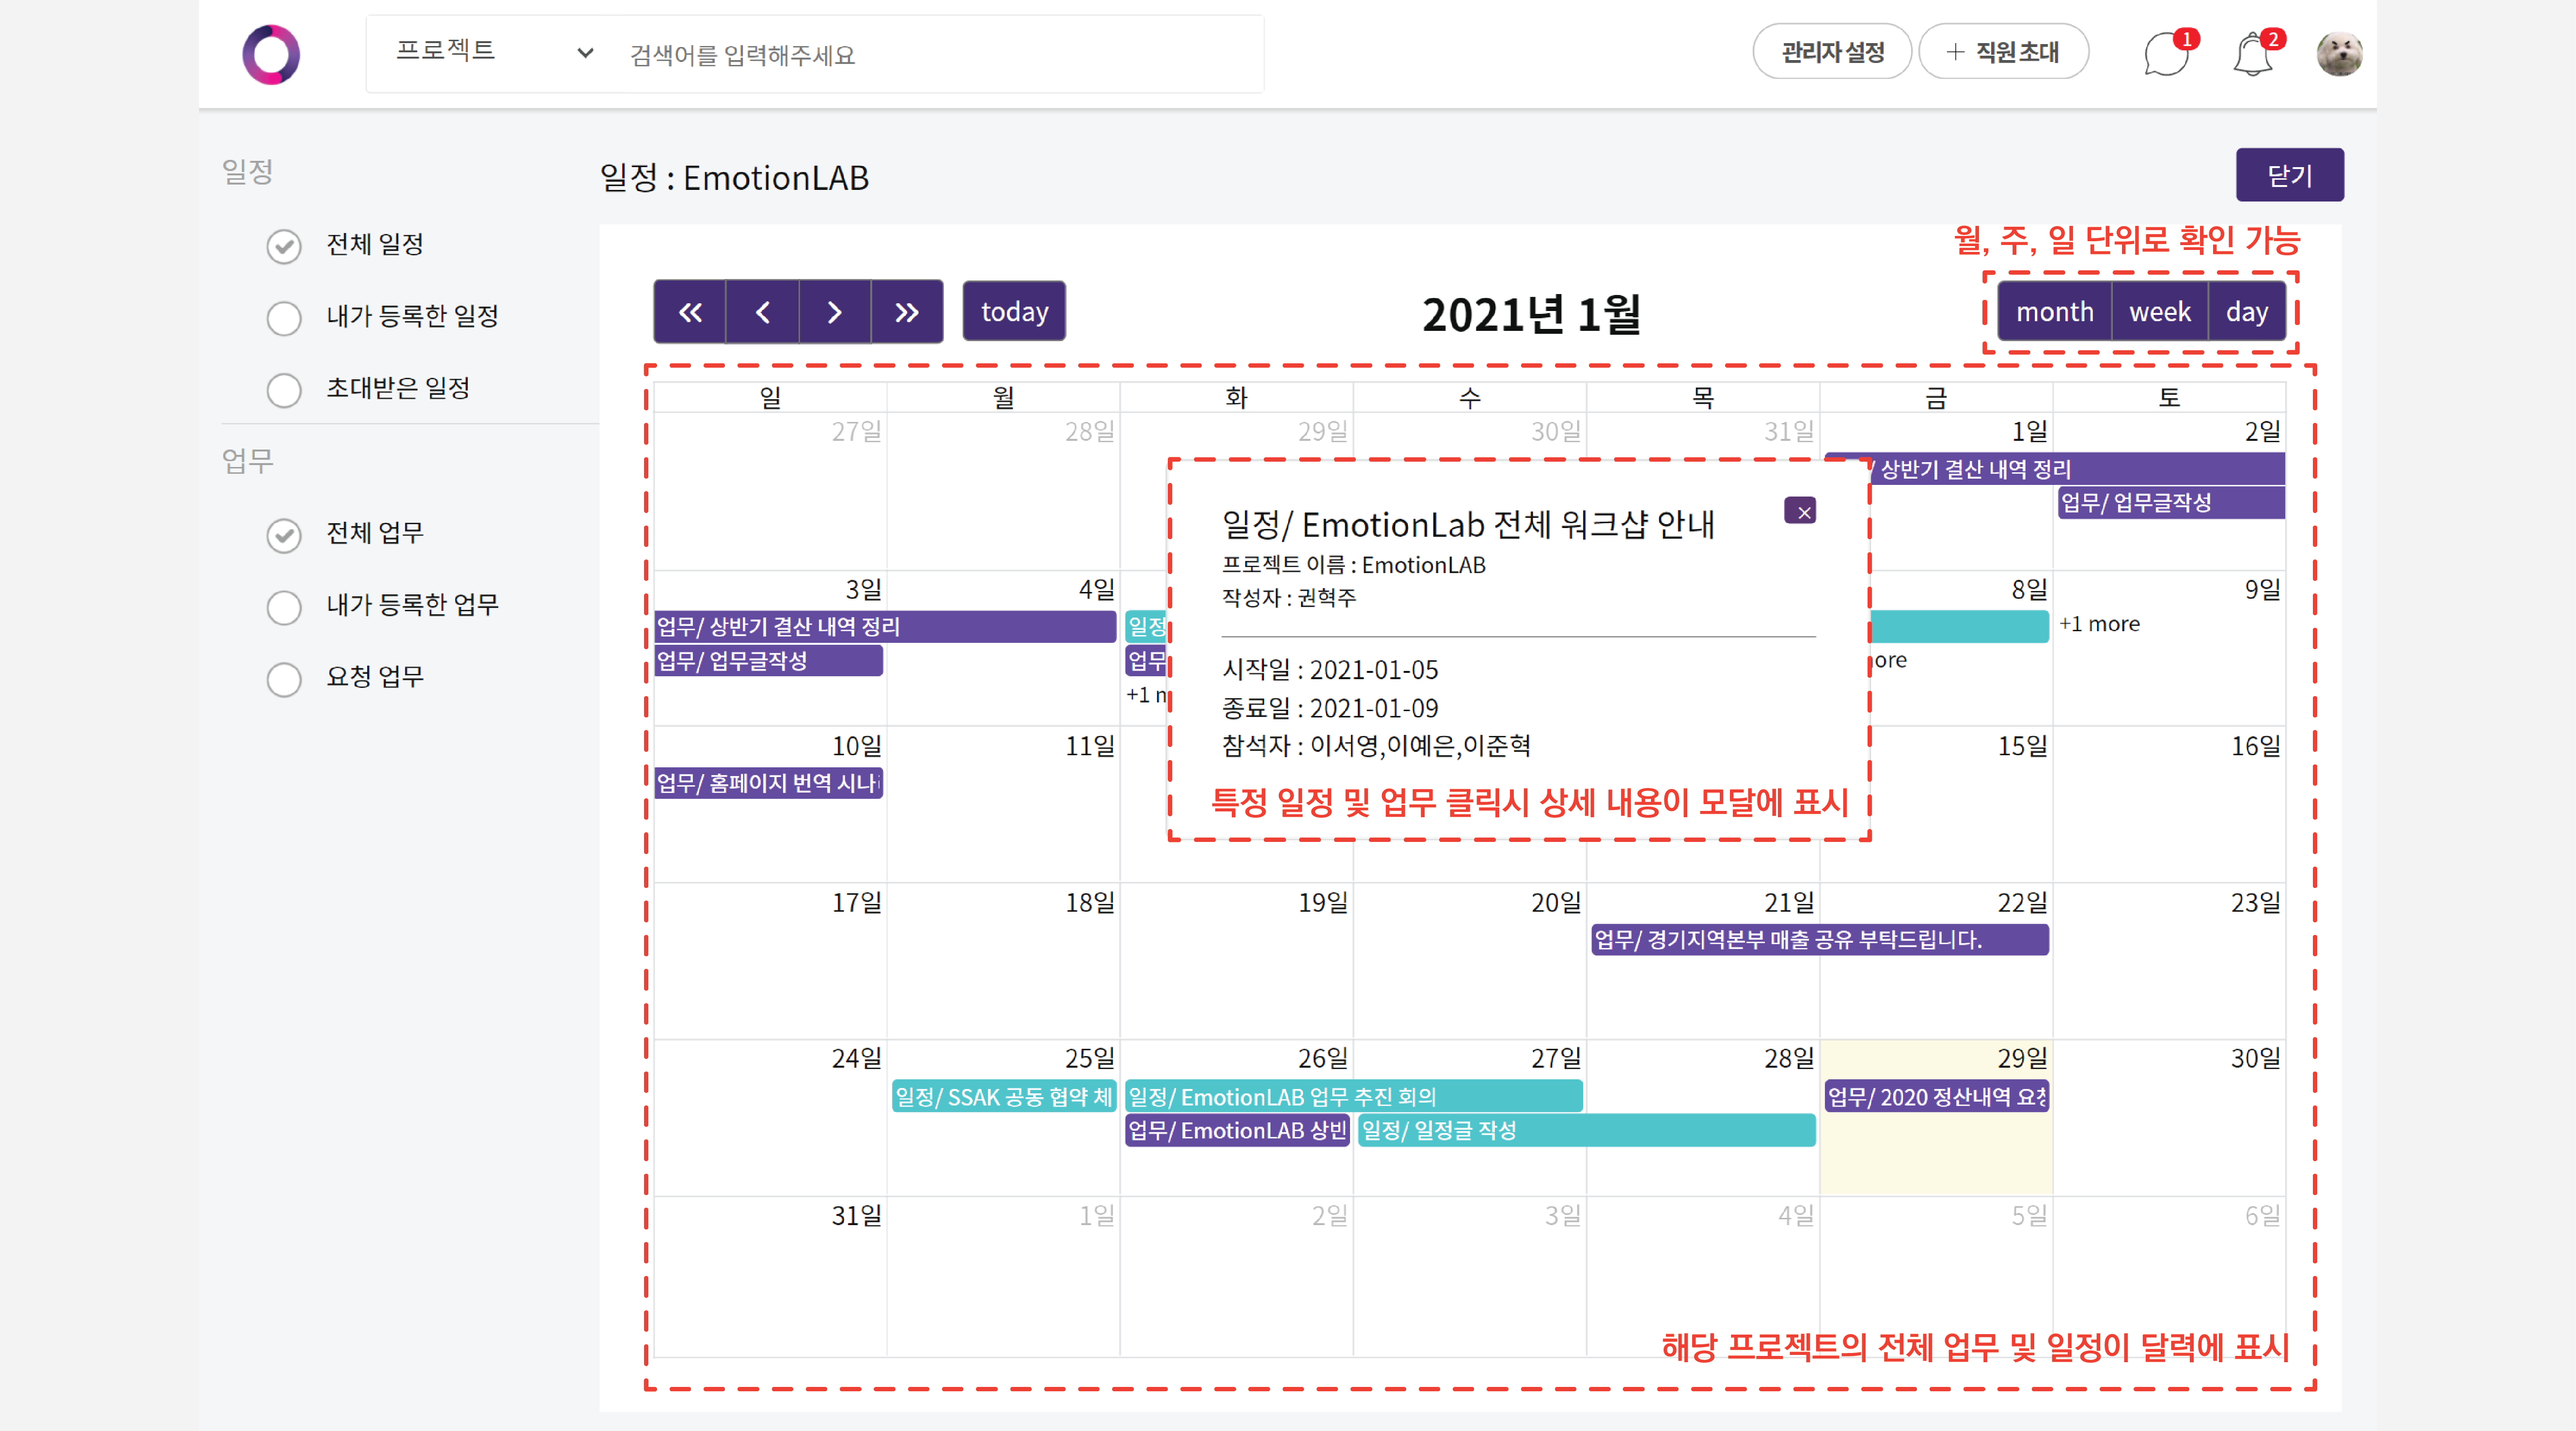 프로젝트
검색어를 입력해주세요
관리자 설정
+ 직원 초대
1
2
일정
전체 일정
내가 등록한 일정
초대받은 일정
업무
전체 업무
내가 등록한 업무
요청 업무
일정 : EmotionLAB
닫기
월, 주, 일 단위로 확인 가능
today
2021년 1월
month week day
일 월 화 수 목 금 토
27일 28일 29일 30일 31일 1일 2일
/ 상반기 결산 내역 정리
업무/ 업무글작성
일정/ EmotionLab 전체 워크샵 안내
×
프로젝트 이름 : EmotionLAB
작성자 : 권혁주
시작일 : 2021-01-05
종료일 : 2021-01-09
참석자 : 이서영,이예은,이준혁
특정 일정 및 업무 클릭시 상세 내용이 모달에 표시
3일 4일 8일 9일
업무/ 상반기 결산 내역 정리
일정
+1 more
업무/ 업무글작성
업무
ore
+1 m
10일 11일 15일 16일
업무/ 홈페이지 번역 시나
17일 18일 19일 20일 21일 22일 23일
업무/ 경기지역본부 매출 공유 부탁드립니다.
24일 25일 26일 27일 28일 29일 30일
일정/ SSAK 공동 협약 체
일정/ EmotionLAB 업무 추진 회의
업무/ 2020 정산내역 요청
업무/ EmotionLAB 상반
일정/ 일정글 작성
31일 1일 2일 3일 4일 5일 6일
해당 프로젝트의 전체 업무 및 일정이 달력에 표시